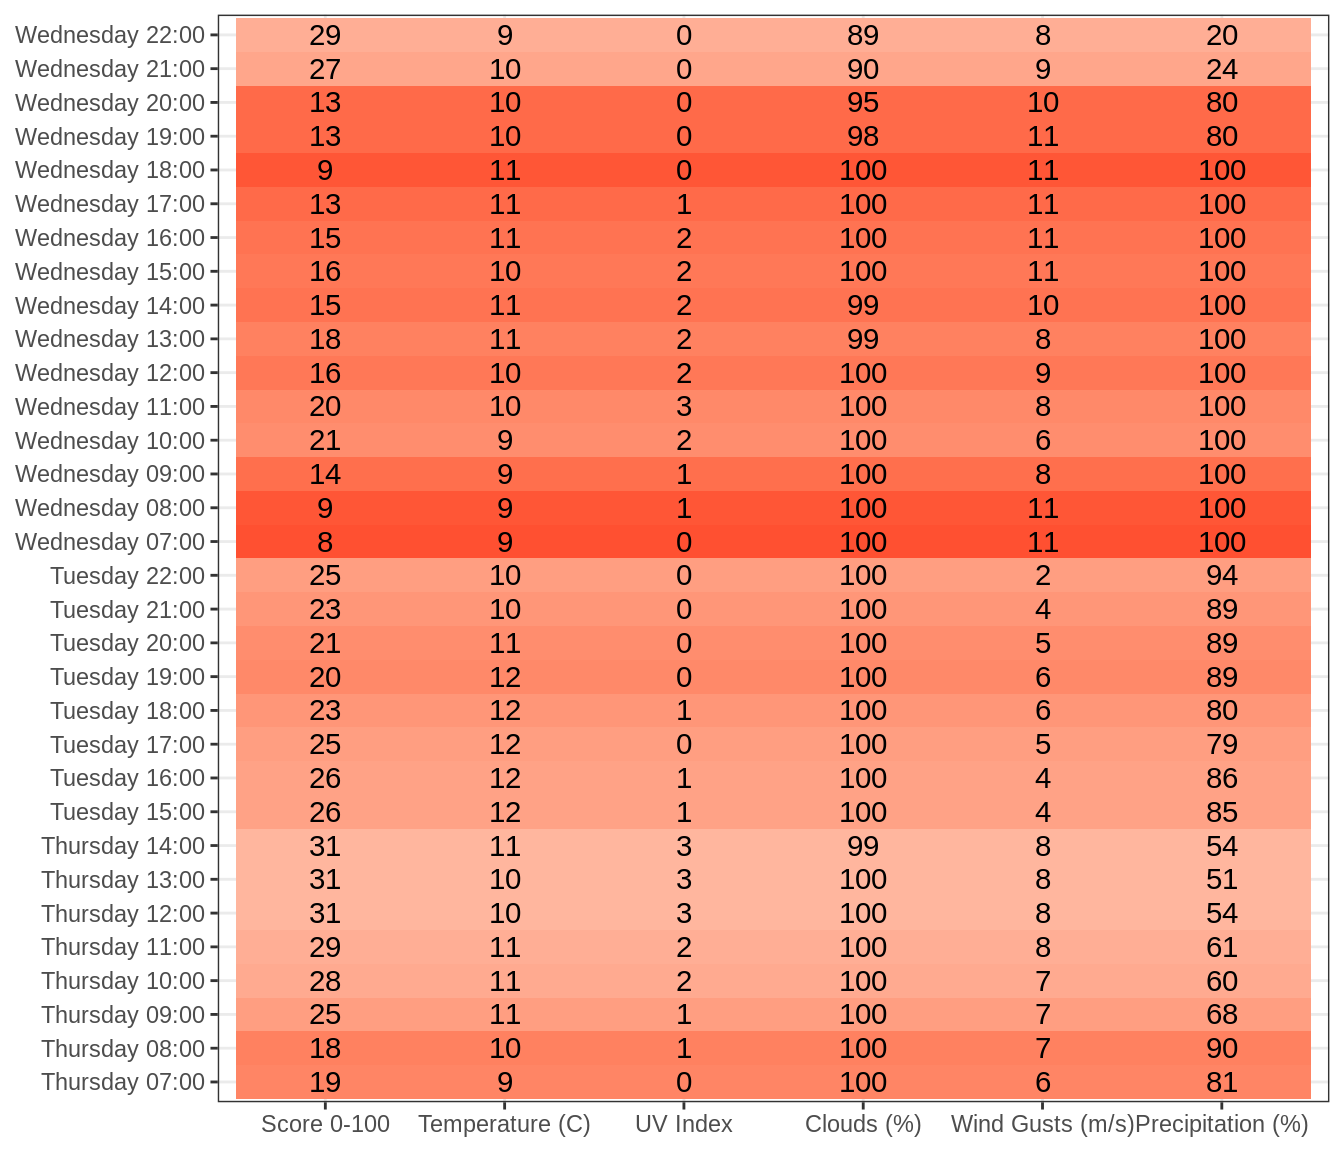 Wednesday 22:00 29 9 0 89 8 20
Wednesday 21:00 27 10 0 90 9 24
Wednesday 20:00 13 10 0 95 10 80
Wednesday 19:00 13 10 0 98 11 80
Wednesday 18:00 9 11 0 100 11 100
Wednesday 17:00 13 11 1 100 11 100
Wednesday 16:00 15 11 2 100 11 100
Wednesday 15:00 16 10 2 100 11 100
Wednesday 14:00 15 11 2 99 10 100
Wednesday 13:00 18 11 2 99 8 100
Wednesday 12:00 16 10 2 100 9 100
Wednesday 11:00 20 10 3 100 8 100
Wednesday 10:00 21 9 2 100 6 100
Wednesday 09:00 14 9 1 100 8 100
Wednesday 08:00 9 9 1 100 11 100
Wednesday 07:00 8 9 0 100 11 100
Tuesday 22:00 25 10 0 100 2 94
Tuesday 21:00 23 10 0 100 4 89
Tuesday 20:00 21 11 0 100 5 89
Tuesday 19:00 20 12 0 100 6 89
Tuesday 18:00 23 12 1 100 6 80
Tuesday 17:00 25 12 0 100 5 79
Tuesday 16:00 26 12 1 100 4 86
Tuesday 15:00 26 12 1 100 4 85
Thursday 14:00 31 11 3 99 8 54
Thursday 13:00 31 10 3 100 8 51
Thursday 12:00 31 10 3 100 8 54
Thursday 11:00 29 11 2 100 8 61
Thursday 10:00 28 11 2 100 7 60
Thursday 09:00 25 11 1 100 7 68
Thursday 08:00 18 10 1 100 7 90
Thursday 07:00 19 9 0 100 6 81
Score 0-100 Temperature (C) UV Index Clouds (%) Wind Gusts (m/s) Precipitation (%)